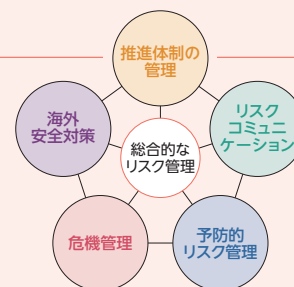 推進体制の
管理
海外
安全対策
リスク
コミュニ
ケーション
総合的な
リスク管理
危機管理
予防的
リスク管理